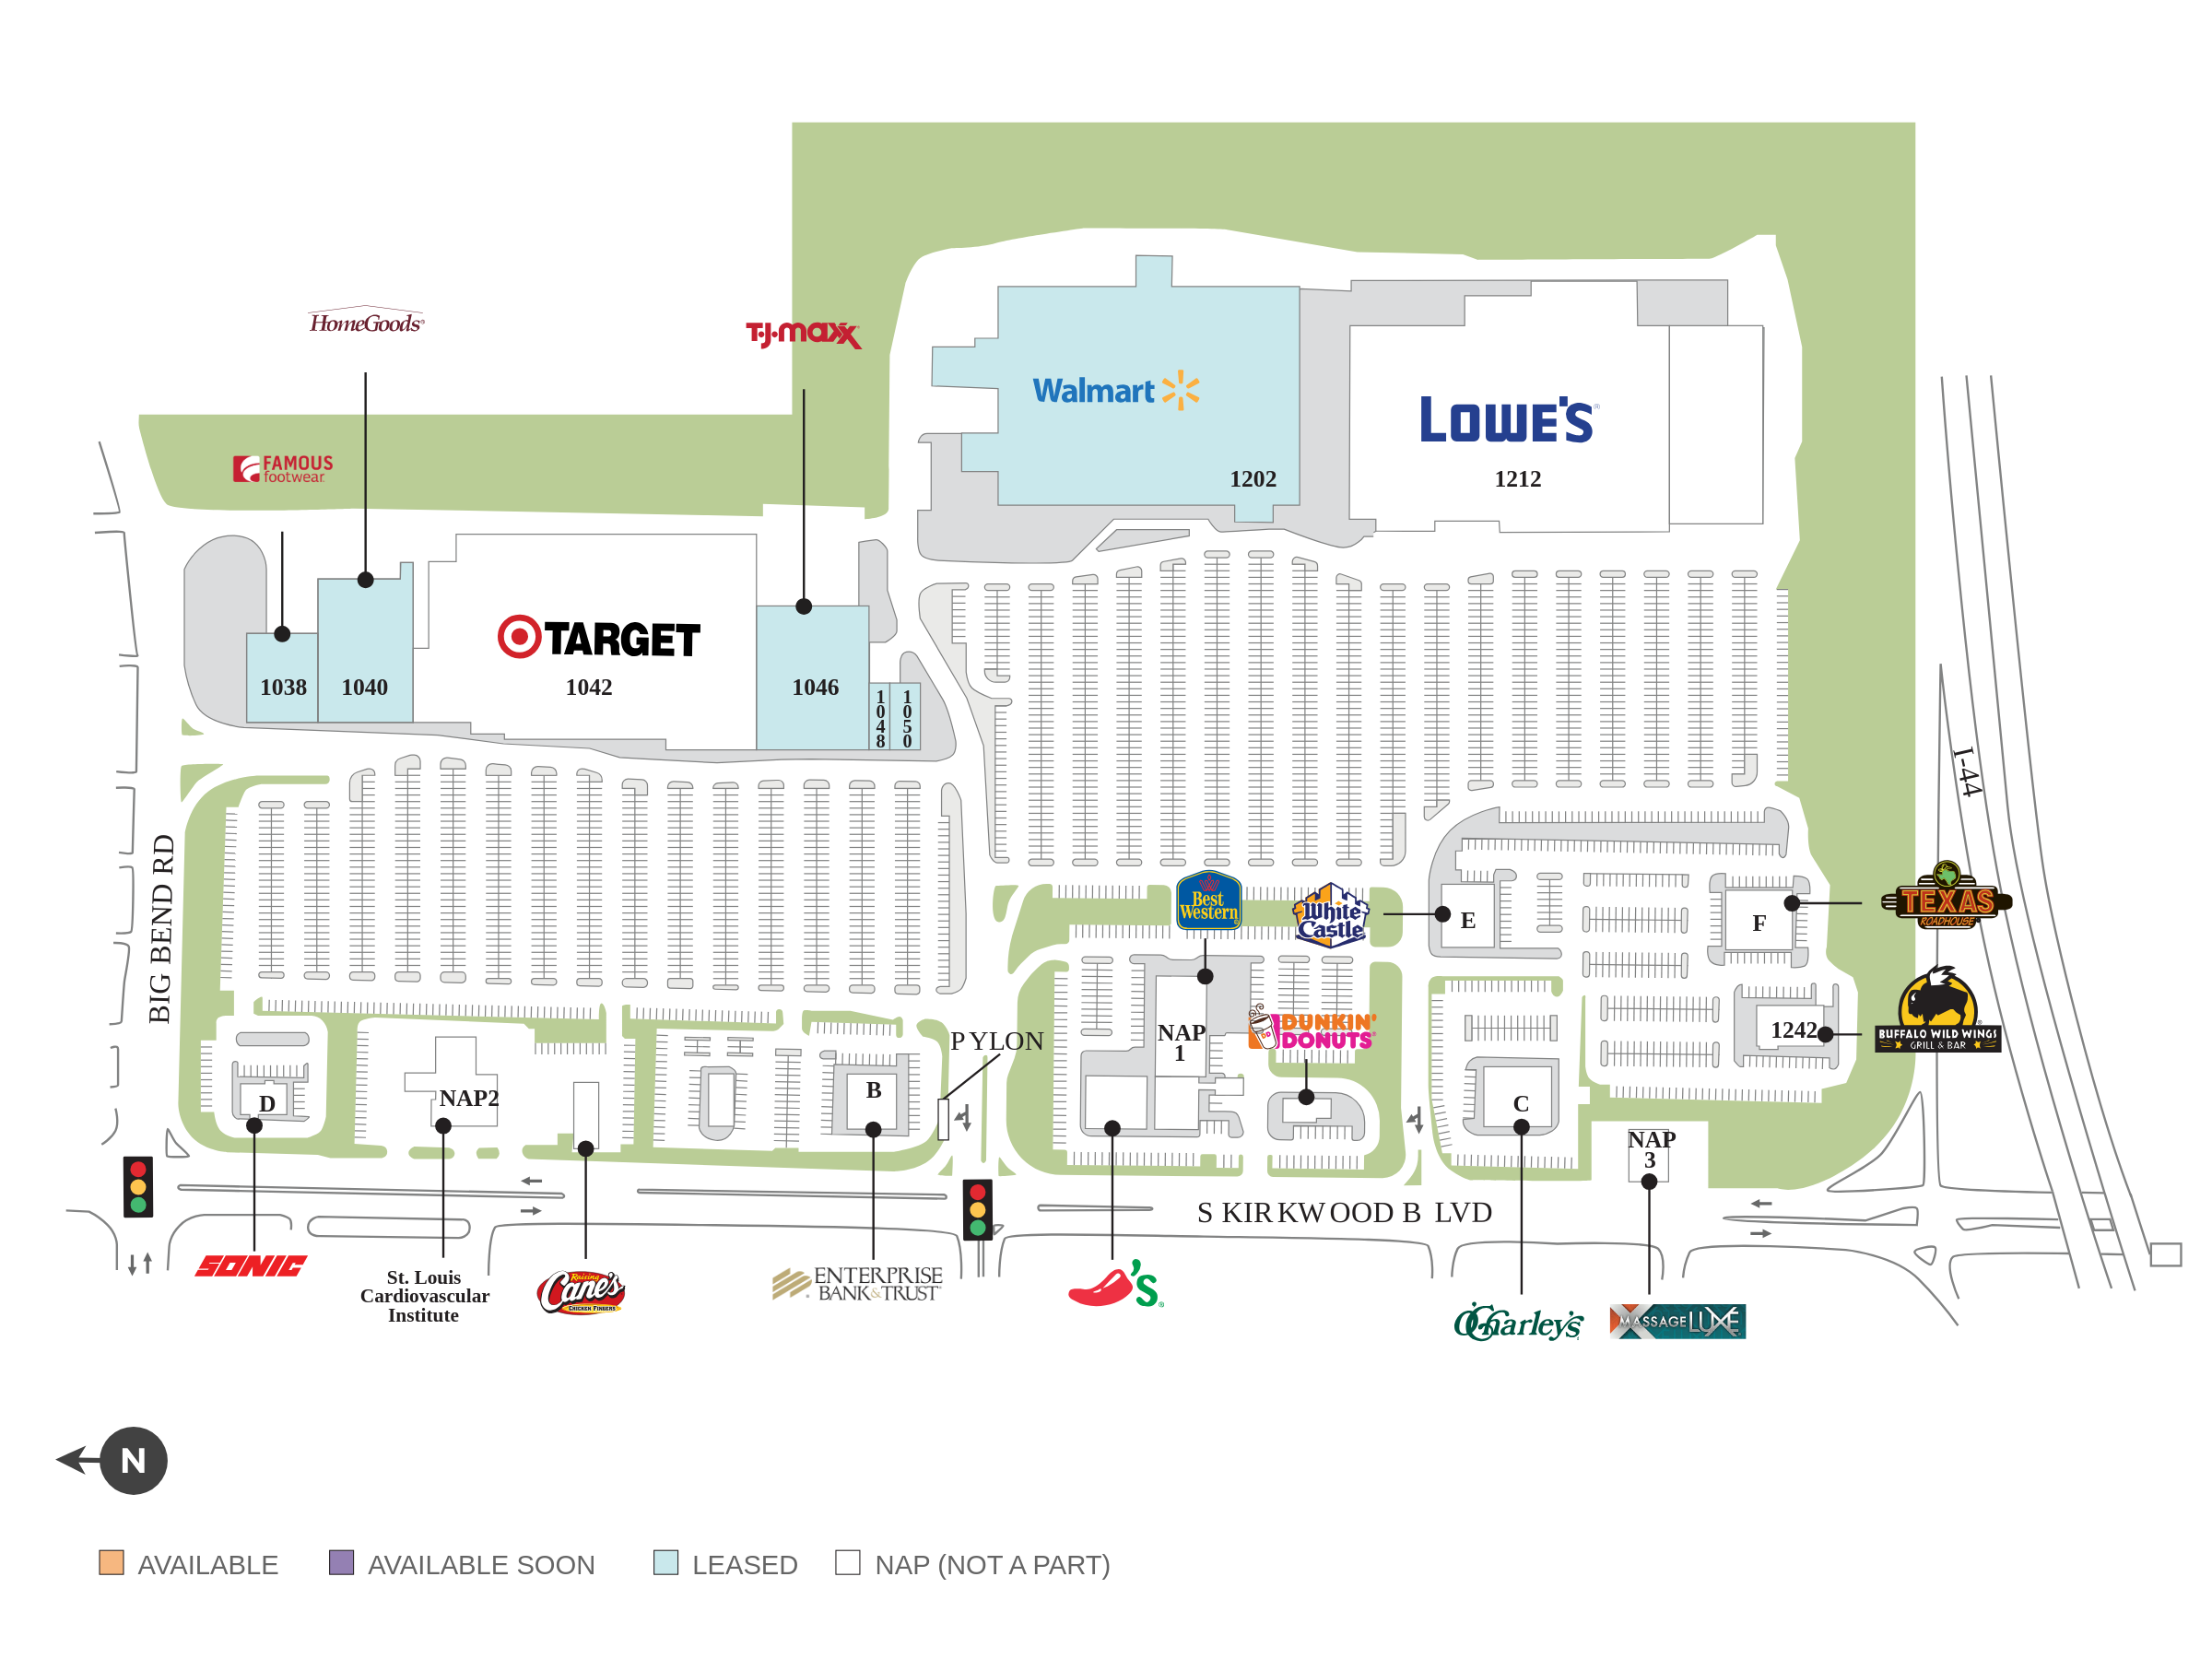 HomeGoods
T.J.maxx
Walmart
LOWE'S
1202
1212
FAMOUS
footwear
TARGET
1038
1040
1042
1046
1048
1050
I-44
BIG BEND RD
Best
Western
White
Castle
E
F
TEXAS
ROADHOUSE
NAP
1
DUNKIN'
DONUTS
PYLON
1242
BUFFALO WILD WINGS
GRILL & BAR
D
NAP2
B
C
NAP
3
S KIRKWOOD BLVD
SONIC
St. Louis
Cardiovascular
Institute
Raising
Cane's
CHICKEN FINGERS
ENTERPRISE
BANK & TRUST
'S
O'Charley's
MASSAGE LUXE
N
AVAILABLE
AVAILABLE SOON
LEASED
NAP (NOT A PART)